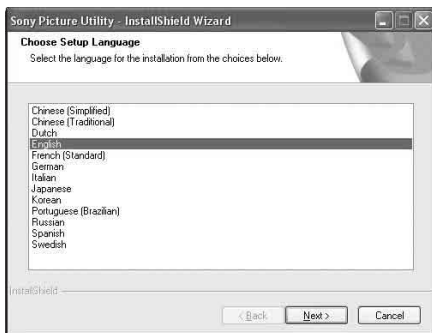 Sony Picture Utility - InstallShield Wizard
Choose Setup Language
Select the language for the installation from the choices below.
Chinese (Simplified)
Chinese (Traditional)
Dutch
English
French (Standard)
German
Italian
Japanese
Korean
Portuguese (Brazilian)
Russian
Spanish
Swedish
InstallShield
< Back
Next >
Cancel